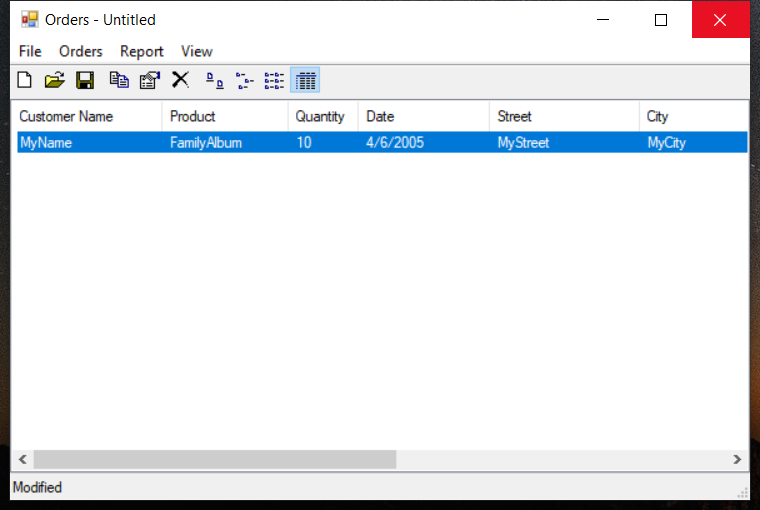 Orders - Untitled
File Orders Report View
Customer Name Product Quantity Date Street City
MyName FamilyAlbum 10 4/6/2005 MyStreet MyCity
Modified